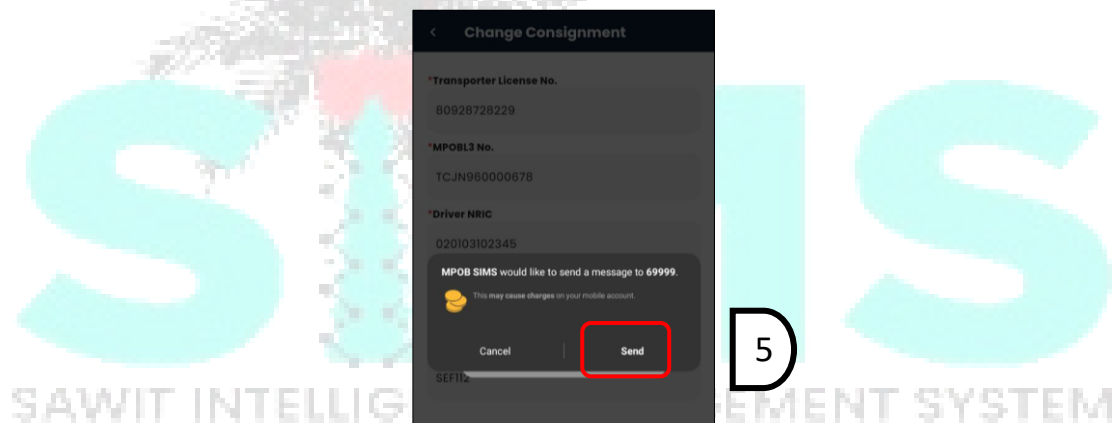 < Change Consignment
*Transporter License No.
80928728229
*MPOBL3 No.
TCJN960000678
*Driver NRIC
020103102345
MPOB SIMS would like to send a message to 69999.
This may cause charges on your mobile account.
Cancel
Send
5
SEF112
SAWIT INTELLIG EMENT SYSTEM